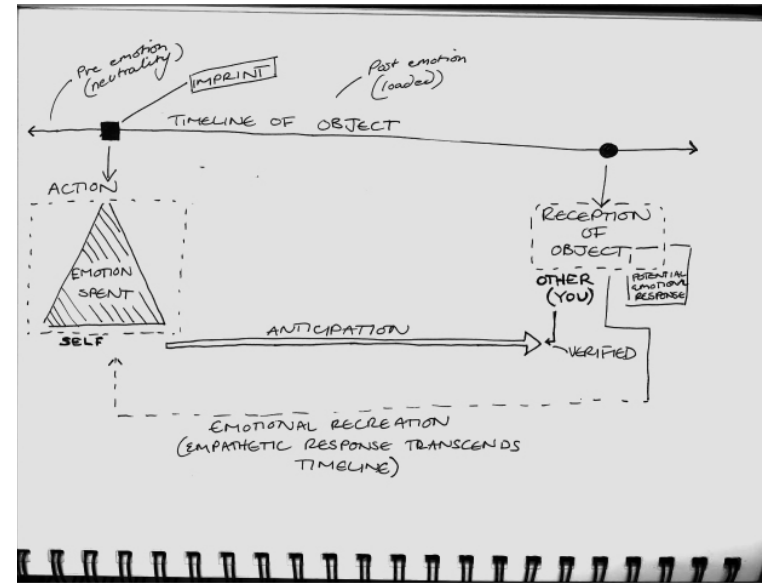 Pre emotion
(neutrality)
IMPRINT
Post emotion
(loaded)
TIMELINE OF OBJECT
ACTION
EMOTION
SPENT
SELF
RECEPTION
OF
OBJECT
OTHER
(YOU)
POTENTIAL
EMOTIONAL
RESPONSE
ANTICIPATION
VERIFIED
EMOTIONAL RECREATION
(EMPATHETIC RESPONSE TRANSCENDS
TIMELINE)